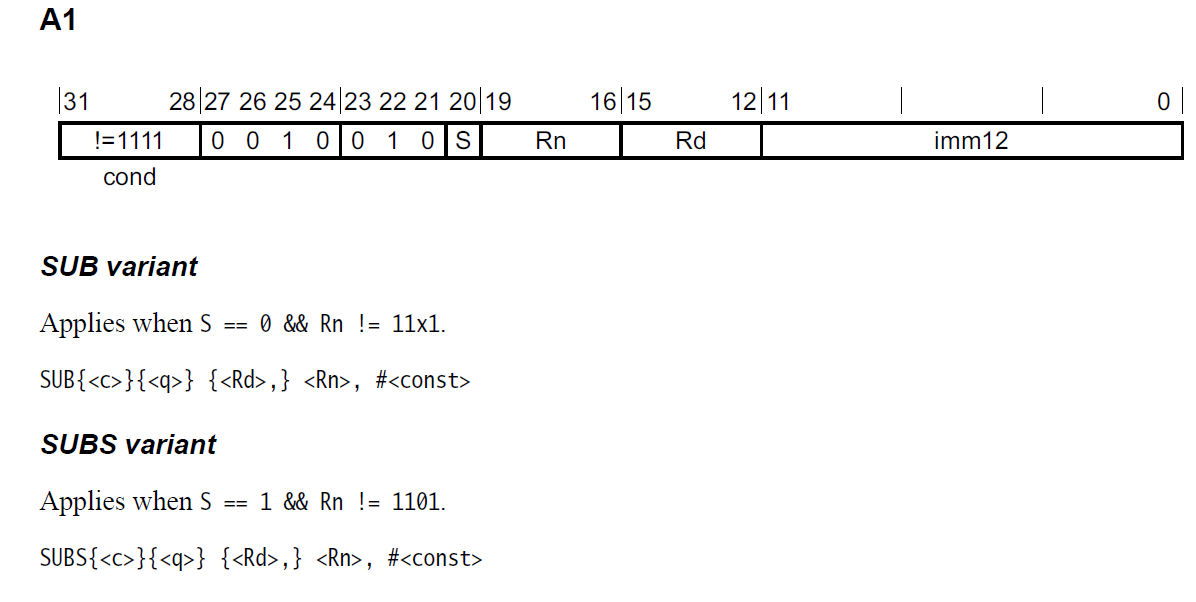 A1
31 28 27 26 25 24 23 22 21 20 19 16 15 12 11 0
!=1111 0 0 1 0 0 1 0 S Rn Rd imm12
cond
SUB variant
Applies when S == 0 && Rn != 11x1.
SUB{<c>}{<q>} {<Rd>,} <Rn>, #<const>
SUBS variant
Applies when S == 1 && Rn != 1101.
SUBS{<c>}{<q>} {<Rd>,} <Rn>, #<const>